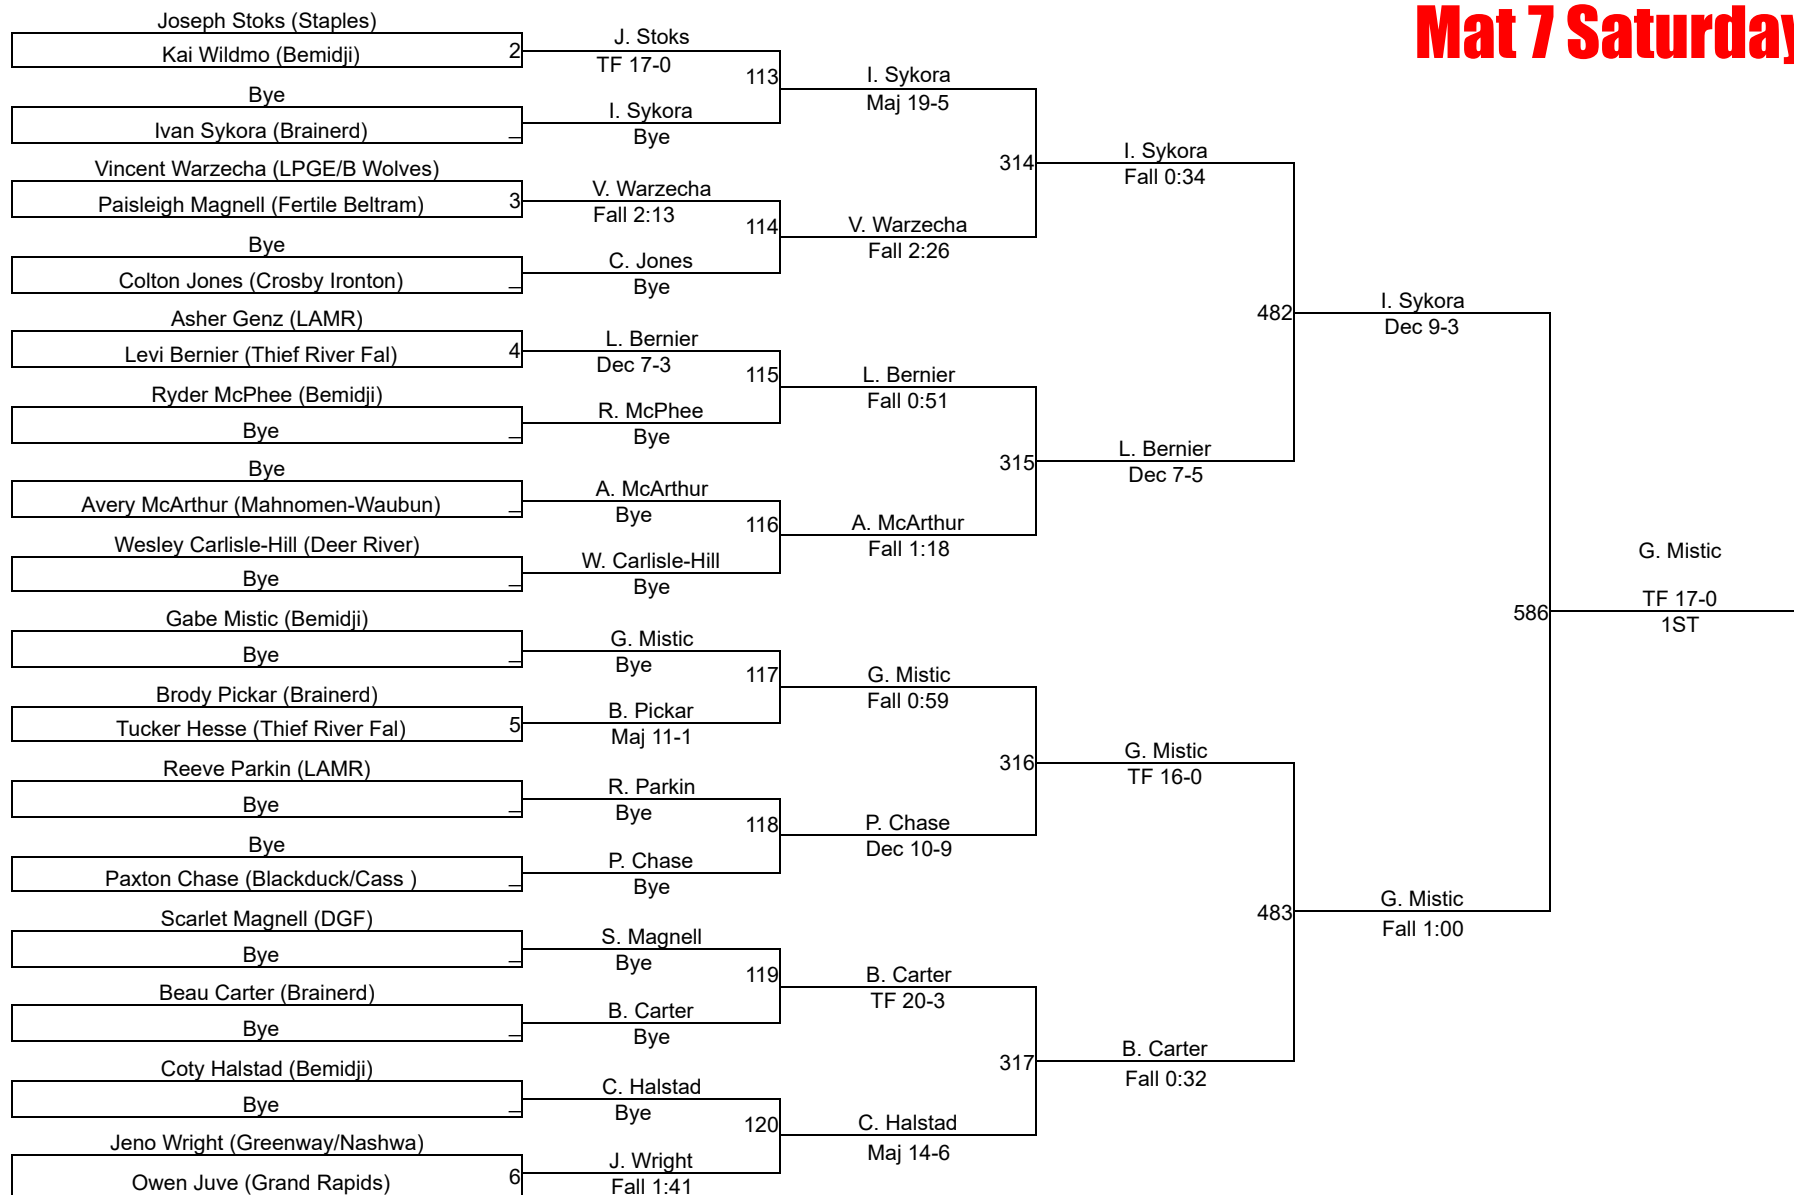 Mat 7 Saturday
Joseph Stoks (Staples)
Kai Wildmo (Bemidji)
2
J. Stoks
TF 17-0
113
I. Sykora
Maj 19-5
Bye
Ivan Sykora (Brainerd)
_
I. Sykora
Bye
314
I. Sykora
Fall 0:34
Vincent Warzecha (LPGE/B Wolves)
Paisleigh Magnell (Fertile Beltram)
3
V. Warzecha
Fall 2:13
114
V. Warzecha
Fall 2:26
Bye
Colton Jones (Crosby Ironton)
_
C. Jones
Bye
482
I. Sykora
Dec 9-3
Asher Genz (LAMR)
Levi Bernier (Thief River Fal)
4
L. Bernier
Dec 7-3
115
L. Bernier
Fall 0:51
Ryder McPhee (Bemidji)
Bye
_
R. McPhee
Bye
315
L. Bernier
Dec 7-5
Bye
Avery McArthur (Mahnomen-Waubun)
_
A. McArthur
Bye
116
A. McArthur
Fall 1:18
Wesley Carlisle-Hill (Deer River)
Bye
_
W. Carlisle-Hill
Bye
586
G. Mistic
TF 17-0
1ST
Gabe Mistic (Bemidji)
Bye
_
G. Mistic
Bye
117
G. Mistic
Fall 0:59
Brody Pickar (Brainerd)
Tucker Hesse (Thief River Fal)
5
B. Pickar
Maj 11-1
316
G. Mistic
TF 16-0
Reeve Parkin (LAMR)
Bye
_
R. Parkin
Bye
118
P. Chase
Dec 10-9
Bye
Paxton Chase (Blackduck/Cass )
_
P. Chase
Bye
483
G. Mistic
Fall 1:00
Scarlet Magnell (DGF)
Bye
_
S. Magnell
Bye
119
B. Carter
TF 20-3
Beau Carter (Brainerd)
Bye
_
B. Carter
Bye
317
B. Carter
Fall 0:32
Coty Halstad (Bemidji)
Bye
_
C. Halstad
Bye
120
C. Halstad
Maj 14-6
Jeno Wright (Greenway/Nashwa)
Owen Juve (Grand Rapids)
6
J. Wright
Fall 1:41